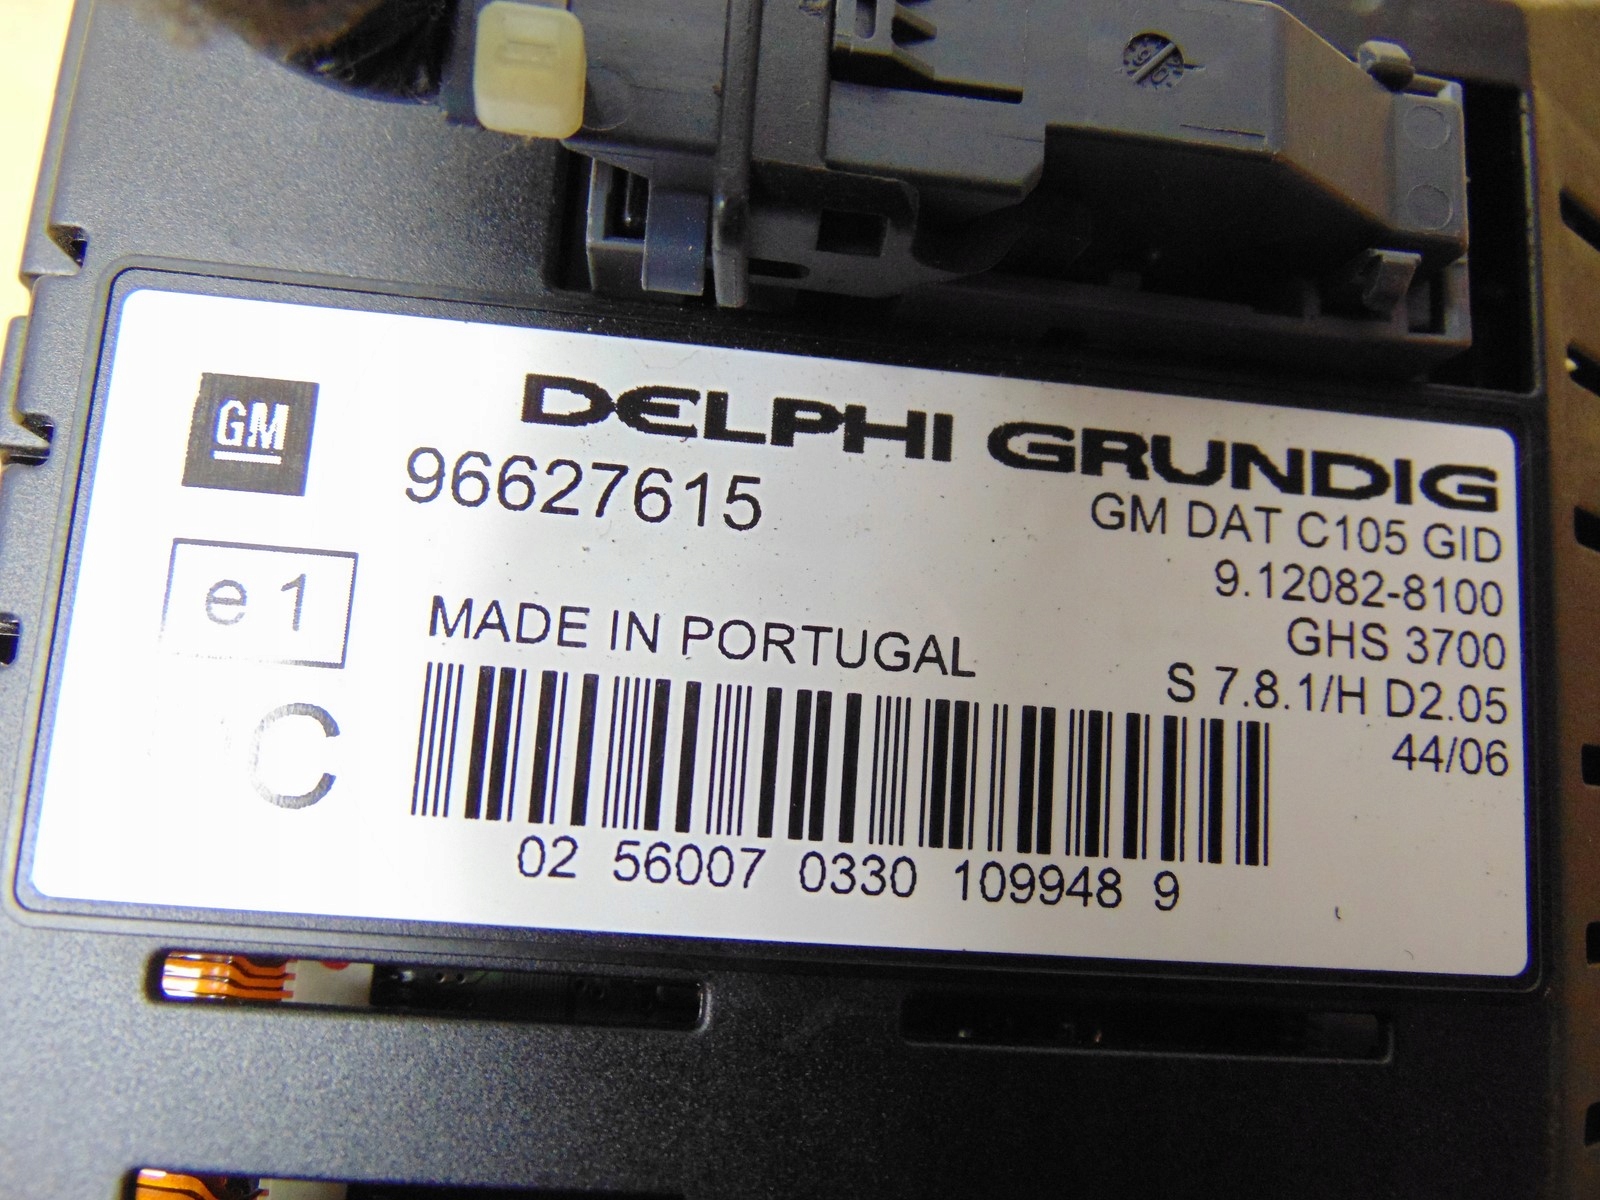 GM
DELPHI GRUNDIG
96627615
GM DAT C105 GID
9.12082-8100
e1
GHS 3700
MADE IN PORTUGAL
S 7.8.1/H D2.05
44/06
C
02 56007 0330 109948 9